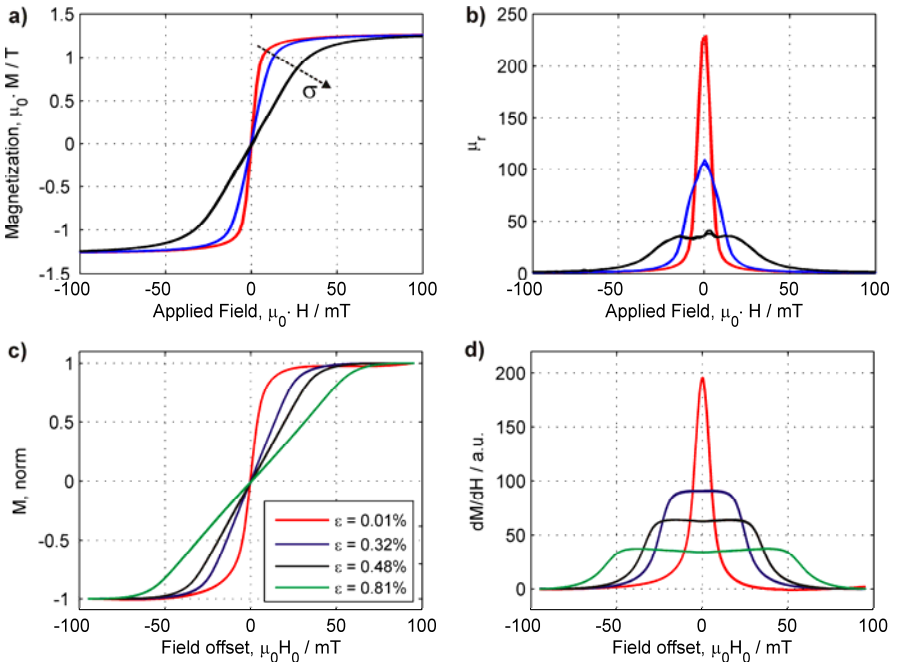 a)
1.5
1
0.5
0
-0.5
-1
-1.5
-100
-50
0
50
100
Magnetization, μ₀· M / T
Applied Field, μ₀· H / mT
σ
b)
250
200
150
100
50
0
-100
-50
0
50
100
μᵣ
Applied Field, μ₀· H / mT
c)
1
0.5
0
-0.5
-1
-100
-50
0
50
100
M, norm
Field offset, μ₀H₀ / mT
ε = 0.01%
ε = 0.32%
ε = 0.48%
ε = 0.81%
d)
200
150
100
50
0
-100
-50
0
50
100
dM/dH / a.u.
Field offset, μ₀H₀ / mT